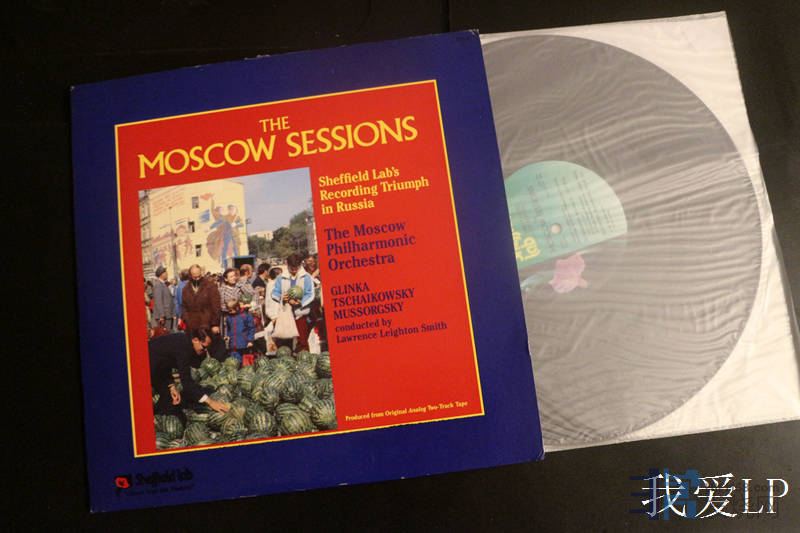 THE
MOSCOW SESSIONS
Sheffield Lab's
Recording Triumph
in Russia
The Moscow
Philharmonic
Orchestra
GLINKA
TSCHAIKOWSKY
MUSSORGSKY
conducted by
Lawrence Leighton Smith
Produced from Original Analog Two-Track Tape
Sheffield Lab
我爱LP